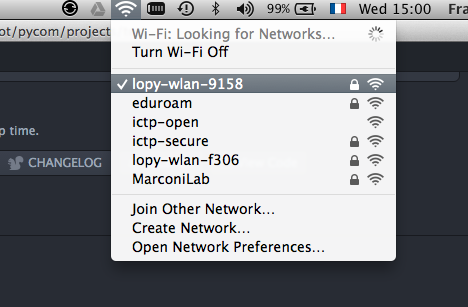 99%
Wed 15:00
Fra
ot/pycom/project
Wi-Fi: Looking for Networks...
Turn Wi-Fi Off
lopy-wlan-9158
eduroam
p time.
ictp-open
ictp-secure
CHANGELOG
lopy-wlan-f306
MarconiLab
Join Other Network...
Create Network...
Open Network Preferences...